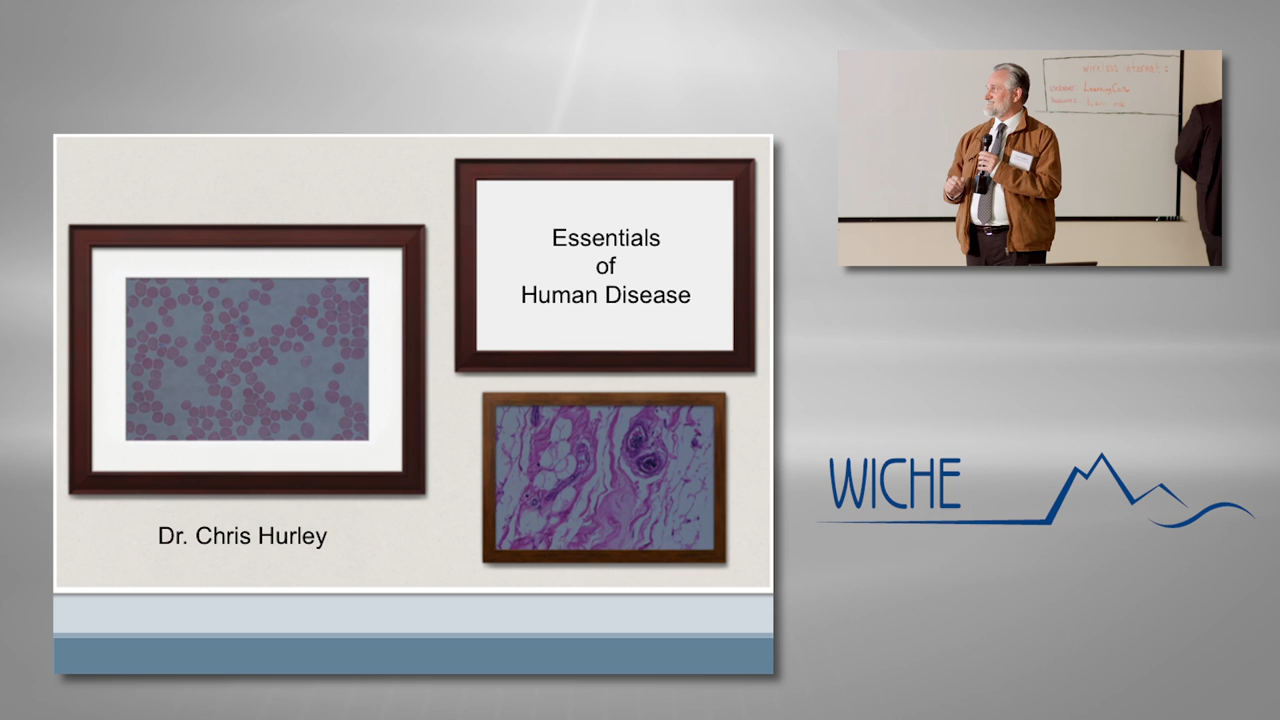 Essentials
of
Human Disease
Dr. Chris Hurley
WICHE